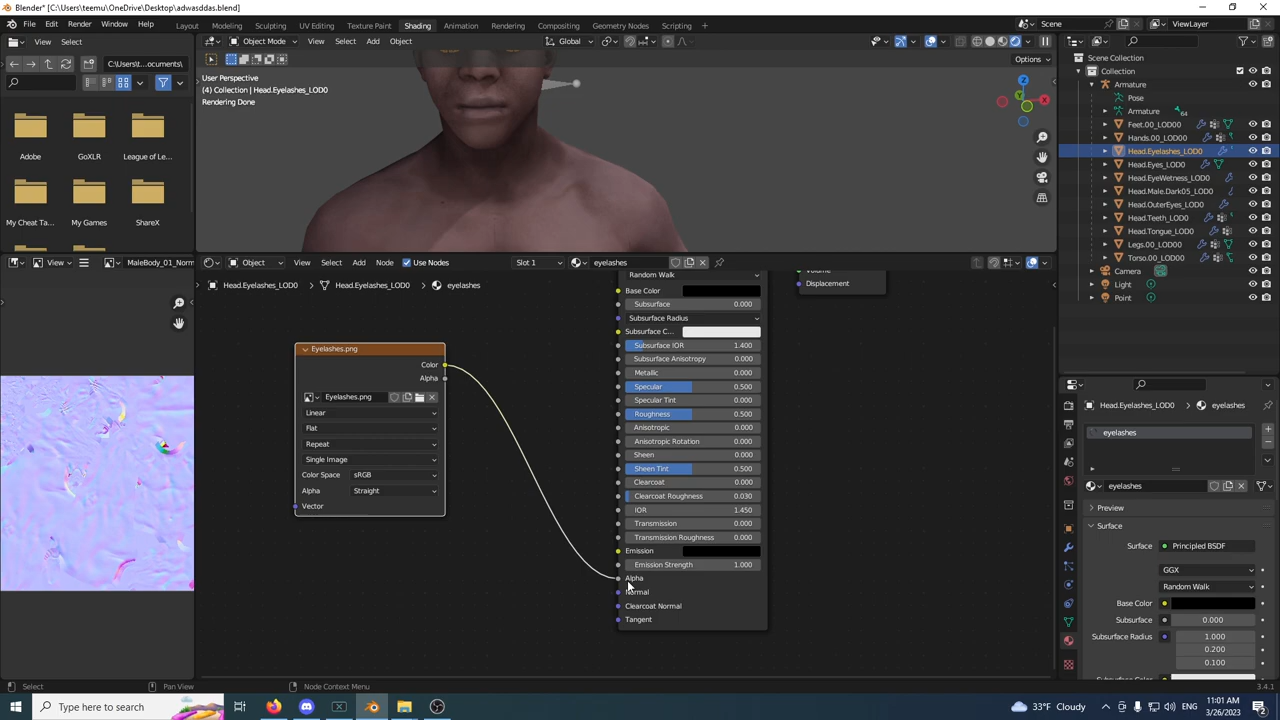 Blender* [C:\Users\teemu\OneDrive\Desktop\adwasddas.blend]
File Edit Render Window Help Layout Modeling Sculpting UV Editing Texture Paint Shading Animation Rendering Compositing Geometry Nodes Scripting Scene ViewLayer
View Select
Object Mode View Select Add Object Global
Options
C:\Users\t...ocuments\
Adobe GoXLR League of Le...
My Cheat Ta... My Games ShareX
User Perspective
(4) Collection | Head.Eyelashes_LOD0
Rendering Done
Z
Y
X
Scene Collection
Collection
Armature
Pose
Armature 64
Feet.00_LOD00
Hands.00_LOD00
Head.Eyelashes_LOD0
Head.Eyes_LOD0
Head.EyeWetness_LOD0
Head.Male.Dark05_LOD0
Head.OuterEyes_LOD0
Head.Teeth_LOD0
Head.Tongue_LOD0
Legs.00_LOD00
Torso.00_LOD00
Camera
Light
Point
View MaleBody_01_Norm
Object View Select Add Node Use Nodes Slot 1 eyelashes
Head.Eyelashes_LOD0 Head.Eyelashes_LOD0 eyelashes
Eyelashes.png
Color
Alpha
Eyelashes.png
Linear
Flat
Repeat
Single Image
Color Space sRGB
Alpha Straight
Vector
Random Walk
Base Color
Subsurface 0.000
Subsurface Radius
Subsurface C...
Subsurface IOR 1.400
Subsurface Anisotropy 0.000
Metallic 0.000
Specular 0.500
Specular Tint 0.000
Roughness 0.500
Anisotropic 0.000
Anisotropic Rotation 0.000
Sheen 0.000
Sheen Tint 0.500
Clearcoat 0.000
Clearcoat Roughness 0.030
IOR 1.450
Transmission 0.000
Transmission Roughness 0.000
Emission
Emission Strength 1.000
Alpha
Normal
Clearcoat Normal
Tangent
Volume
Displacement
Head.Eyelashes_LOD0 eyelashes
eyelashes
eyelashes
Preview
Surface
Surface Principled BSDF
GGX
Random Walk
Base Color
Subsurface 0.000
Subsurface Radius 1.000
0.200
0.100
Select Pan View Node Context Menu 3.4.1
Type here to search
33°F Cloudy
11:01 AM
3/26/2023
2